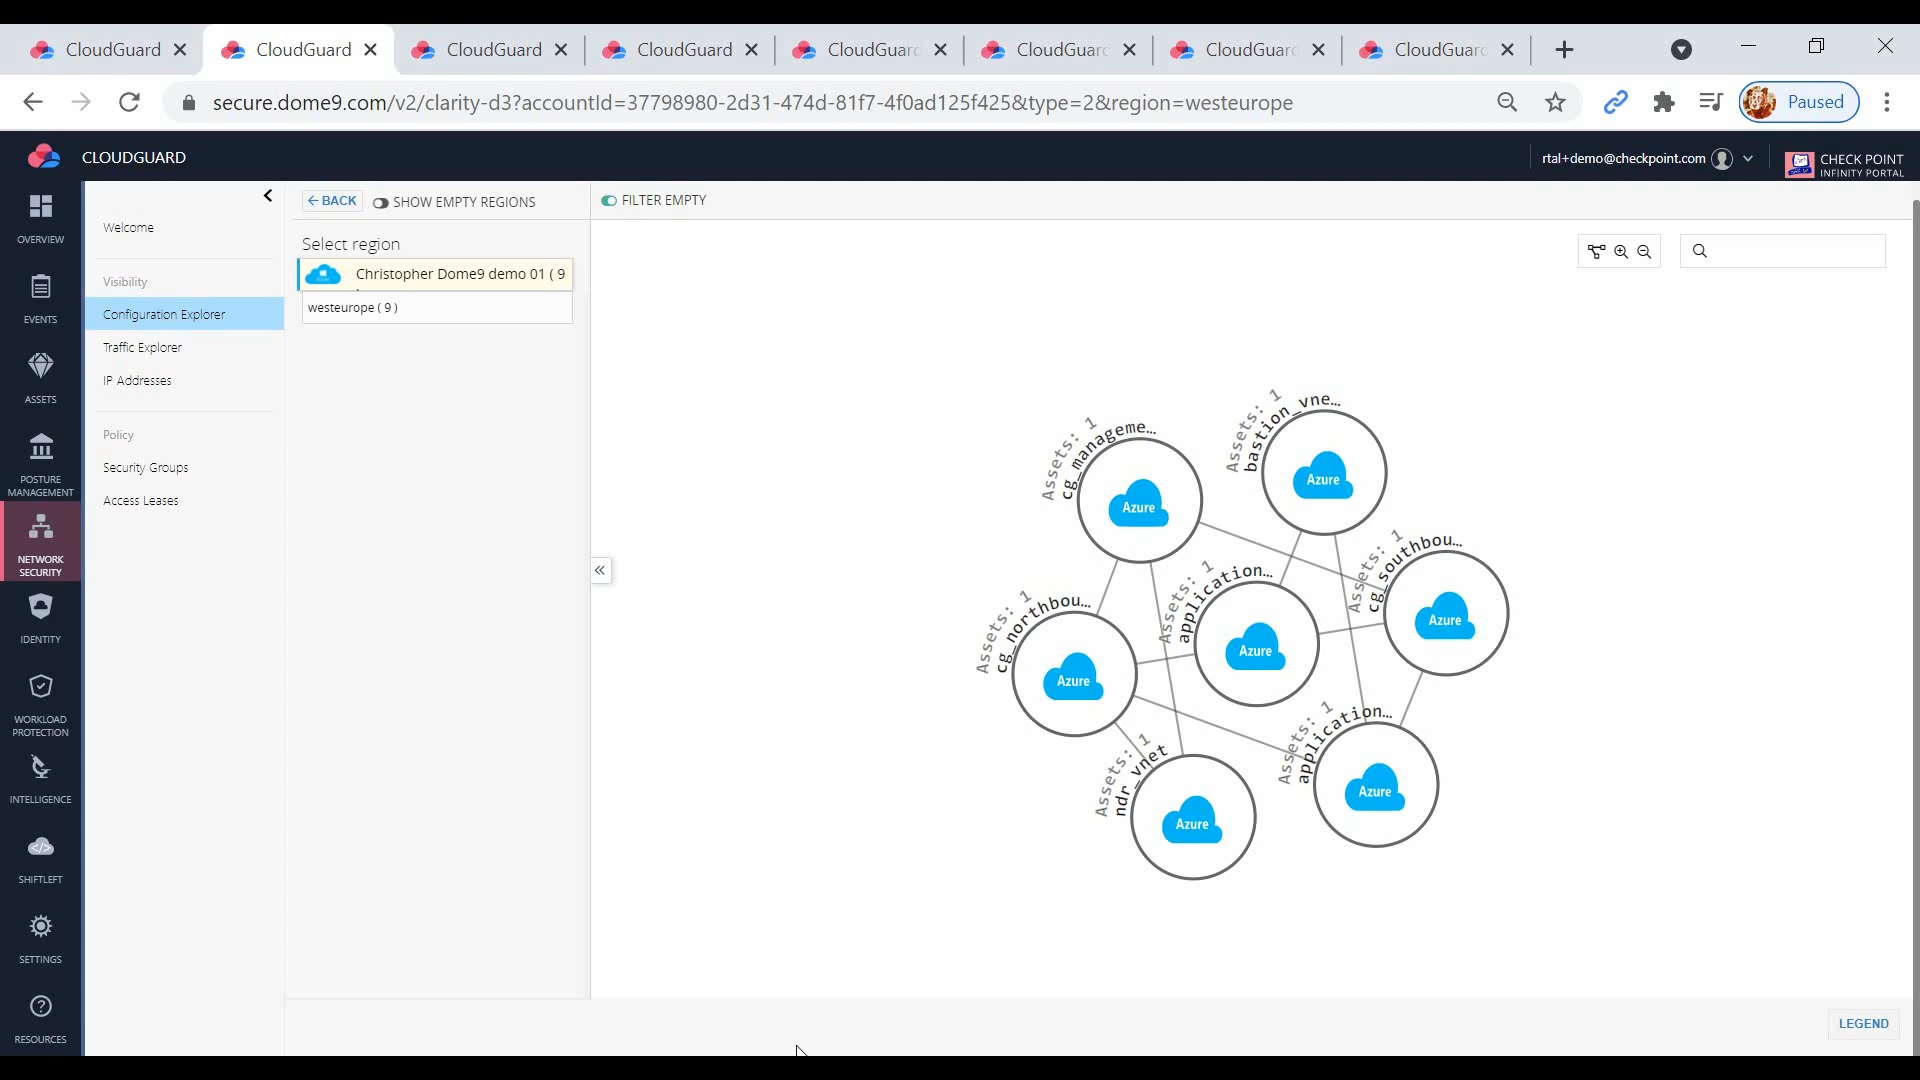 CloudGuard
CloudGuard
CloudGuard
CloudGuard
CloudGuard
CloudGuard
CloudGuard
CloudGuard
secure.dome9.com/v2/clarity-d3?accountId=37798980-2d31-474d-81f7-4f0ad125f425&type=2&region=westeurope
Paused
CLOUDGUARD
rtal+demo@checkpoint.com
CHECK POINT
INFINITY PORTAL
OVERVIEW
EVENTS
ASSETS
POSTURE
MANAGEMENT
NETWORK
SECURITY
IDENTITY
WORKLOAD
PROTECTION
INTELLIGENCE
SHIFTLEFT
SETTINGS
RESOURCES
Welcome
Visibility
Configuration Explorer
Traffic Explorer
IP Addresses
Policy
Security Groups
Access Leases
BACK
SHOW EMPTY REGIONS
Select region
Christopher Dome9 demo 01 ( 9
westeurope ( 9 )
FILTER EMPTY
Assets: 1
cg_manageme...
Azure
Assets: 1
bastion_vne...
Azure
Assets: 1
cg_southbou...
Azure
Assets: 1
application...
Azure
Assets: 1
cg_northbou...
Azure
Assets: 1
application...
Azure
Assets: 1
ndr_vnet
Azure
LEGEND